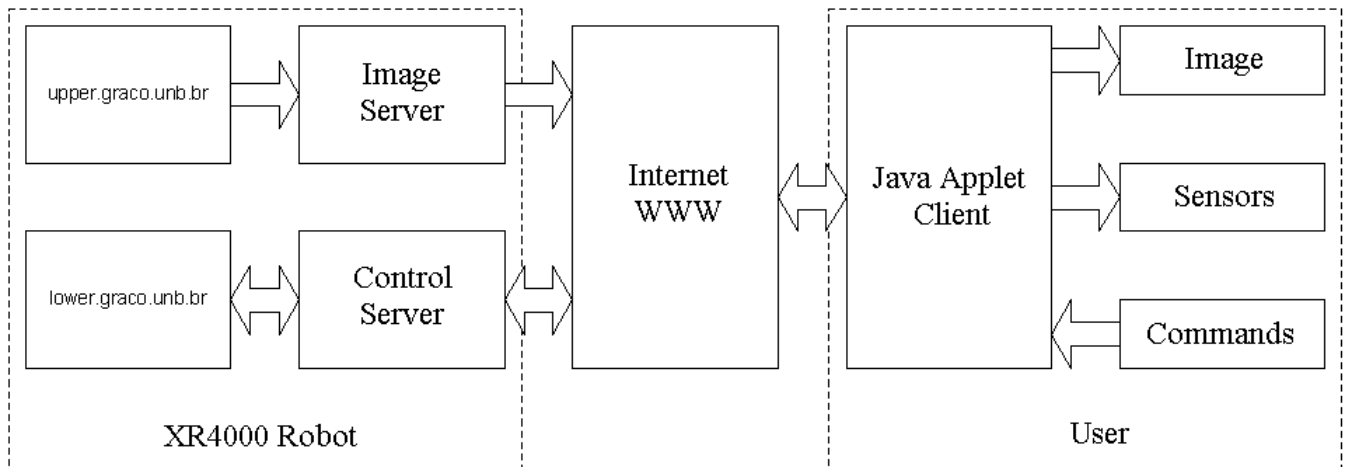 upper.graco.unb.br
Image
Server
Internet
WWW
Java Applet
Client
Image
Sensors
Commands
lower.graco.unb.br
Control
Server
XR4000 Robot
User